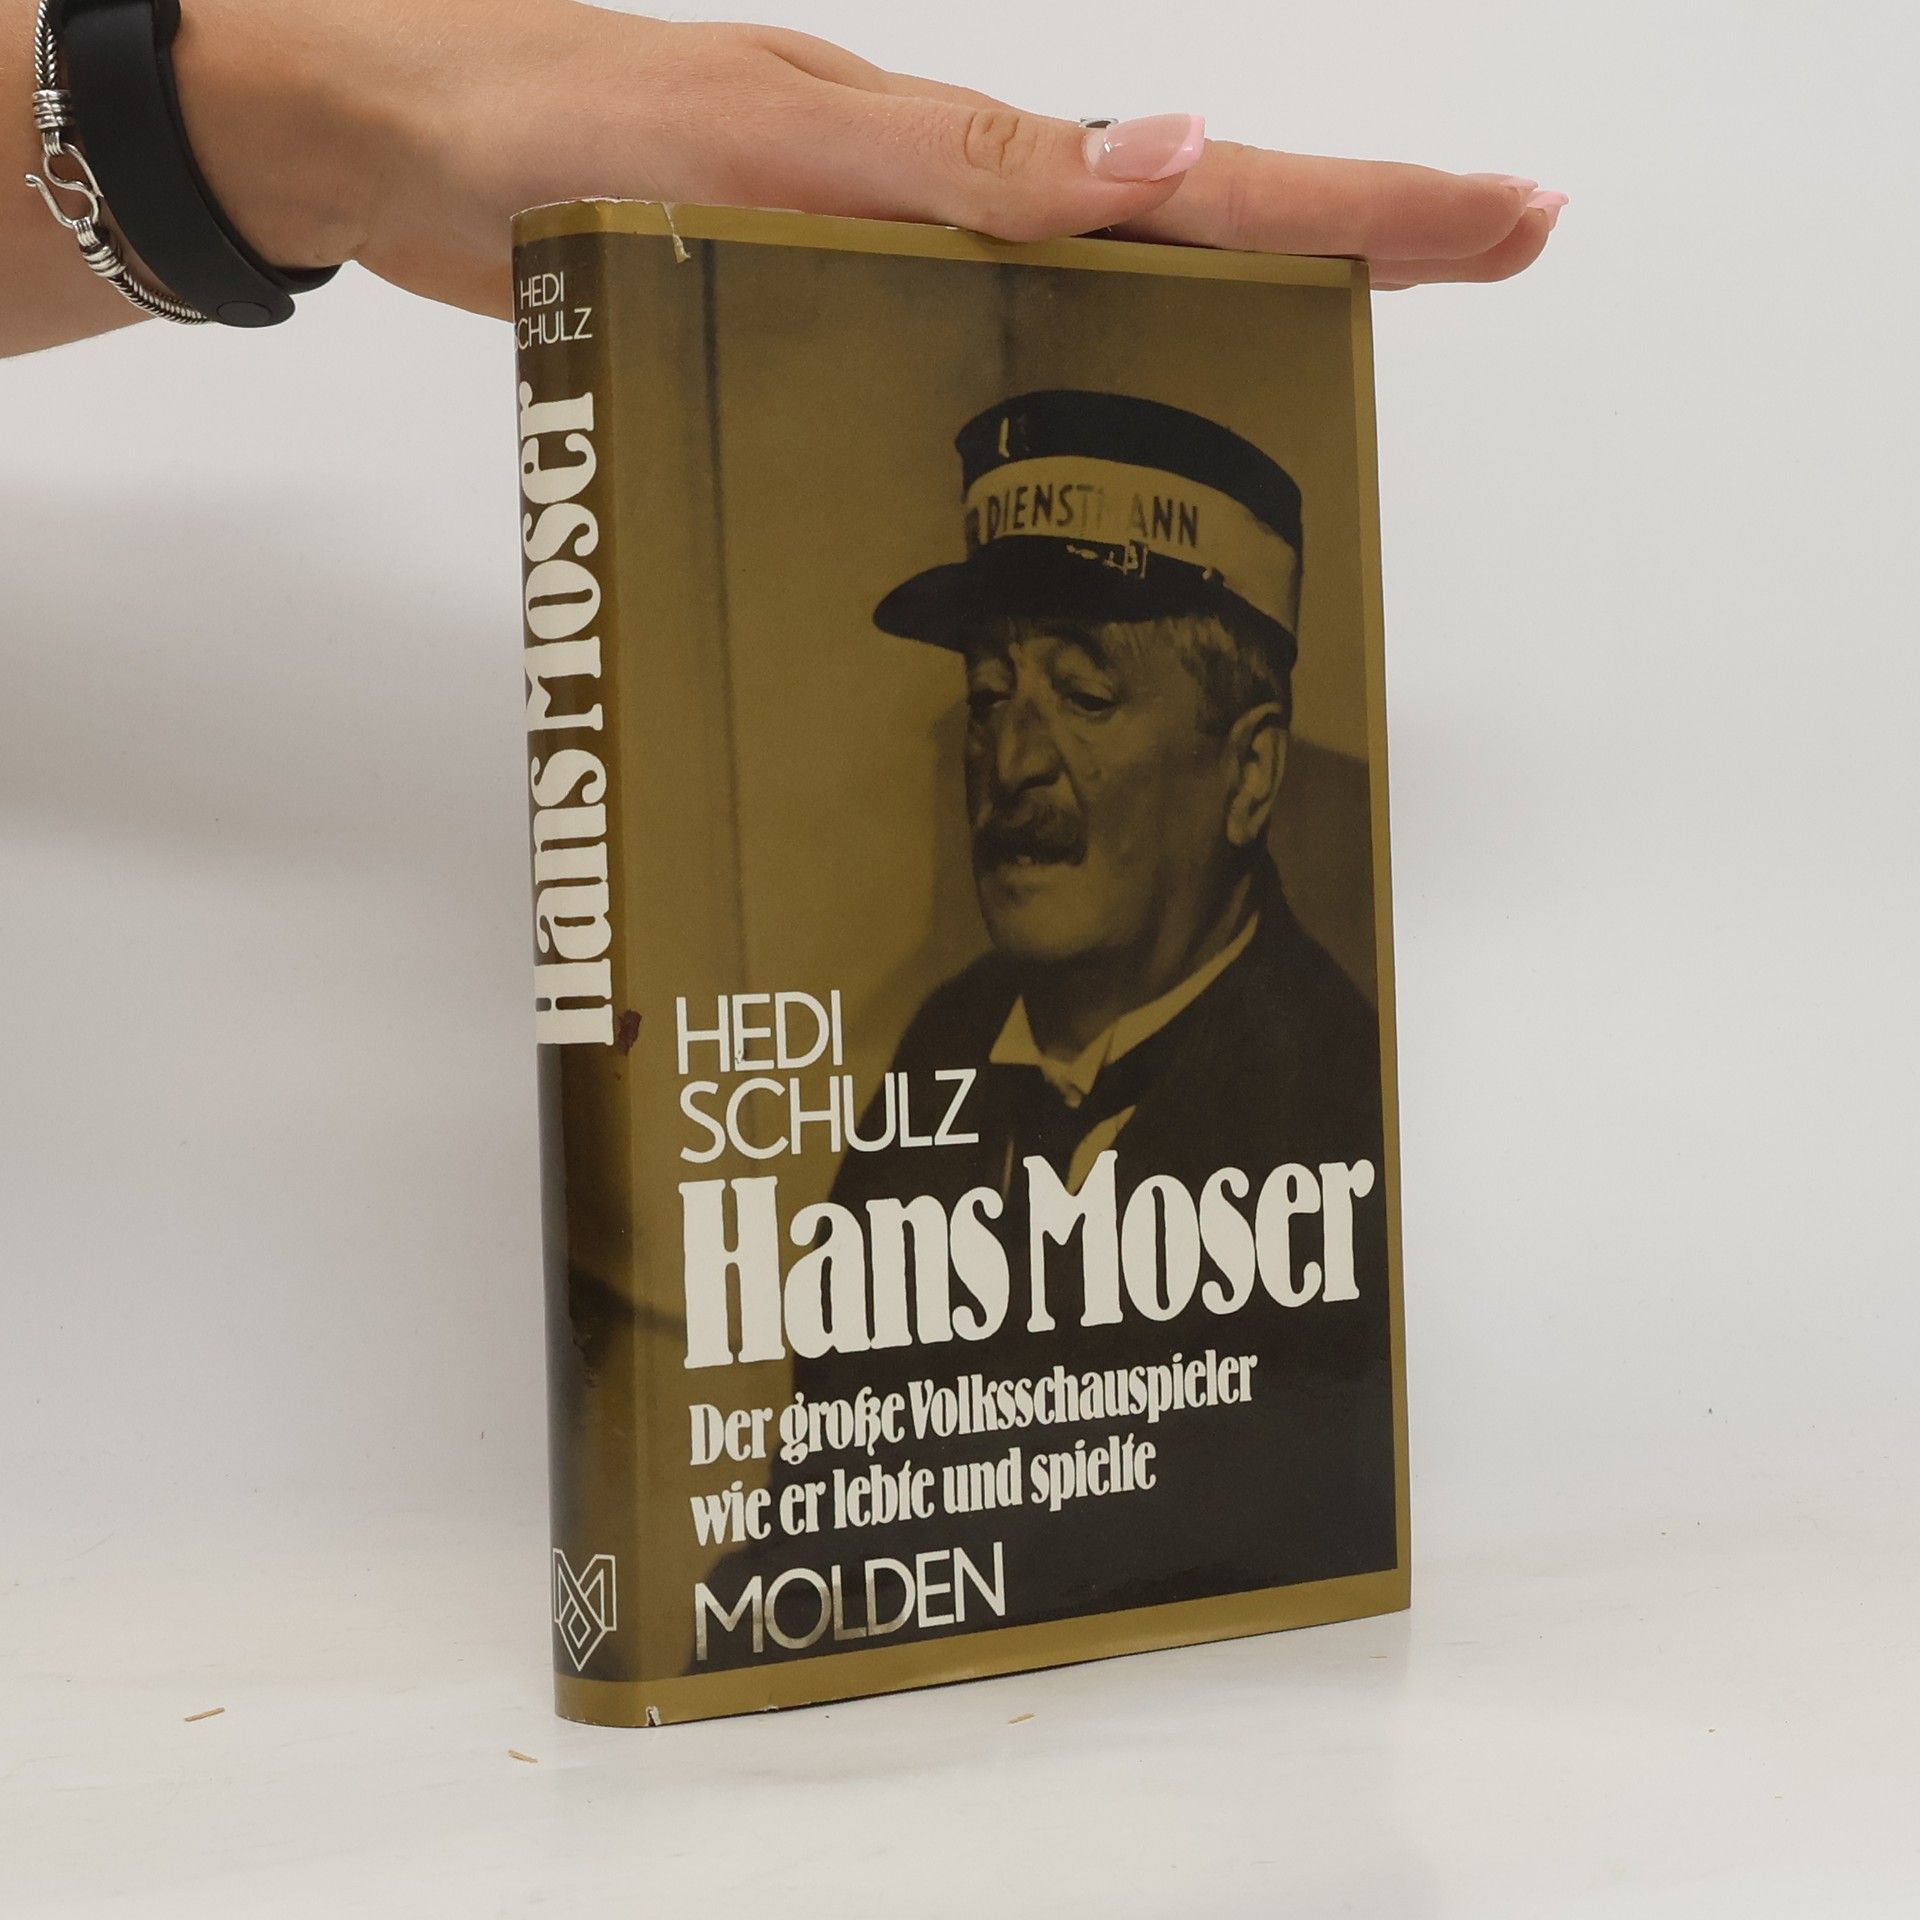 HEDI
SCHULZ
Hans Moser
DIENSTMANN
HEDI
SCHULZ
Hans Moser
Der große Volksschauspieler
wie er lebte und spielte
MOLDEN